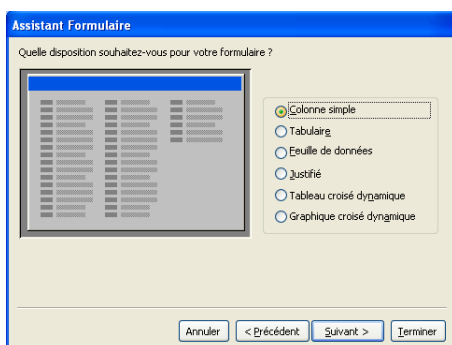 Assistant Formulaire
Quelle disposition souhaitez-vous pour votre formulaire ?
Colonne simple
Tabulaire
Feuille de données
Justifié
Tableau croisé dynamique
Graphique croisé dynamique
Annuler < Précédent Suivant > Terminer